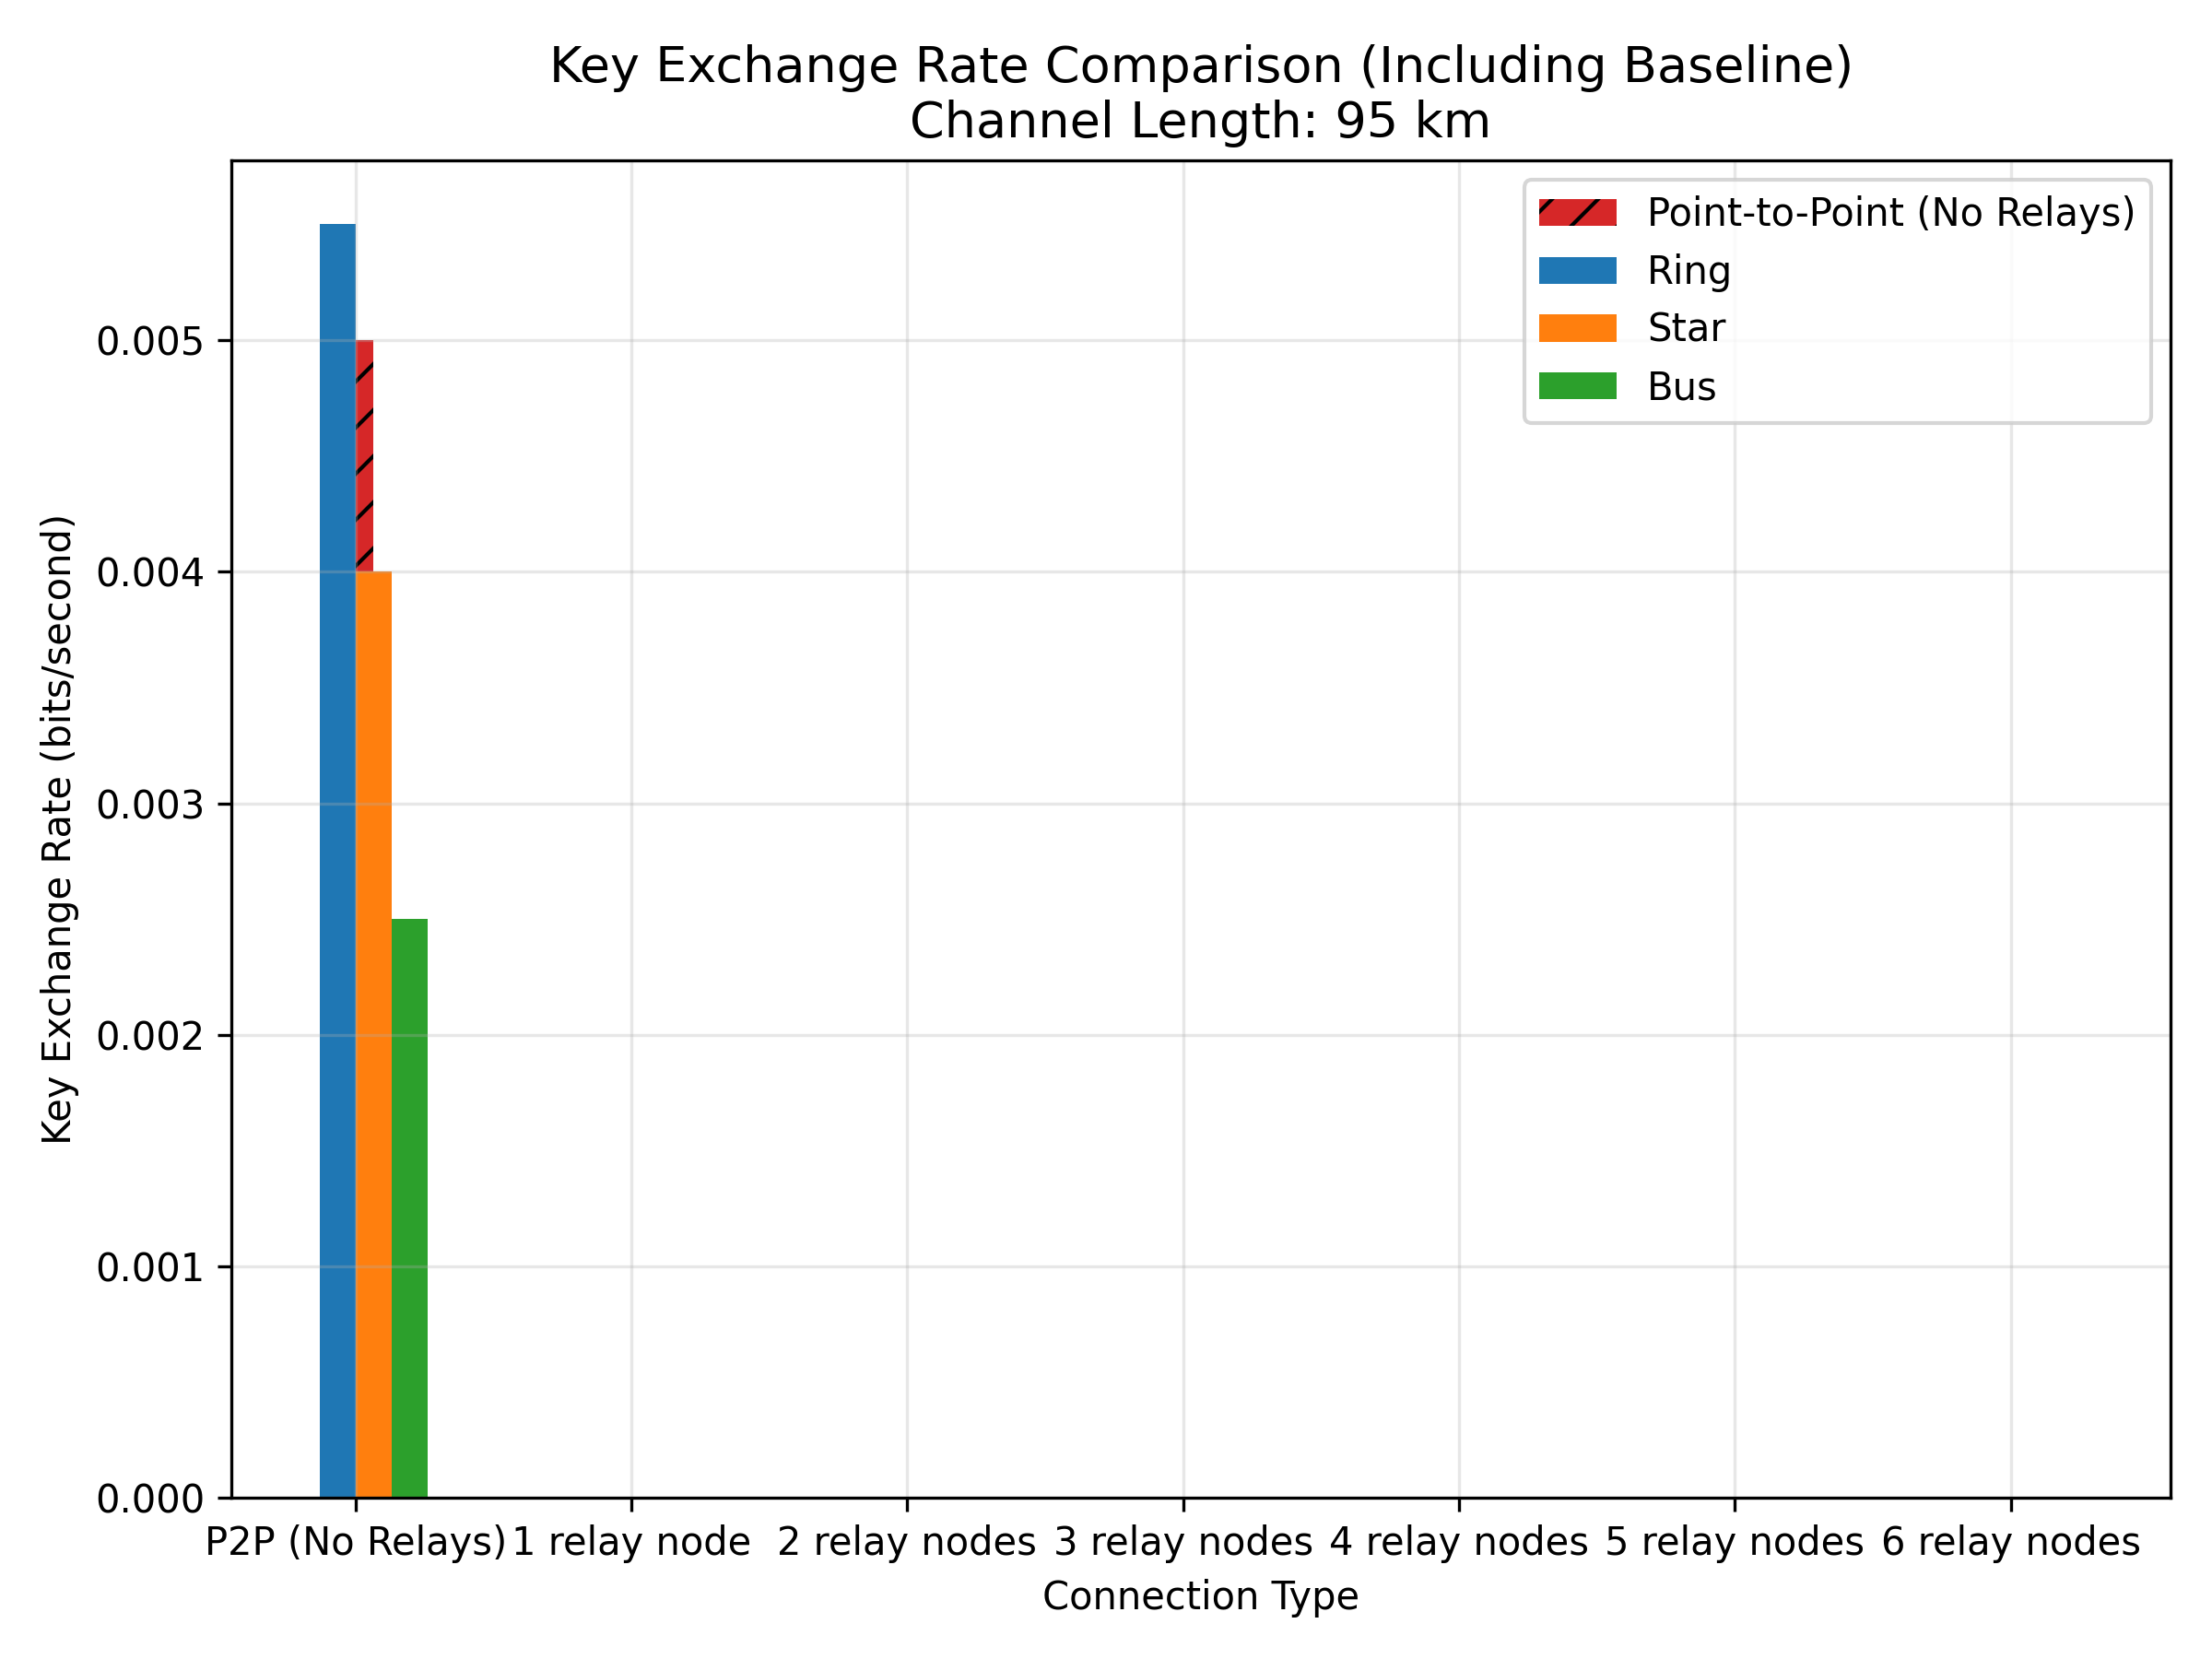 Key Exchange Rate Comparison (Including Baseline)
Channel Length: 95 km
Point-to-Point (No Relays)
Ring
Star
Bus
Key Exchange Rate (bits/second)
0.005
0.004
0.003
0.002
0.001
0.000
P2P (No Relays) 1 relay node 2 relay nodes 3 relay nodes 4 relay nodes 5 relay nodes 6 relay nodes
Connection Type